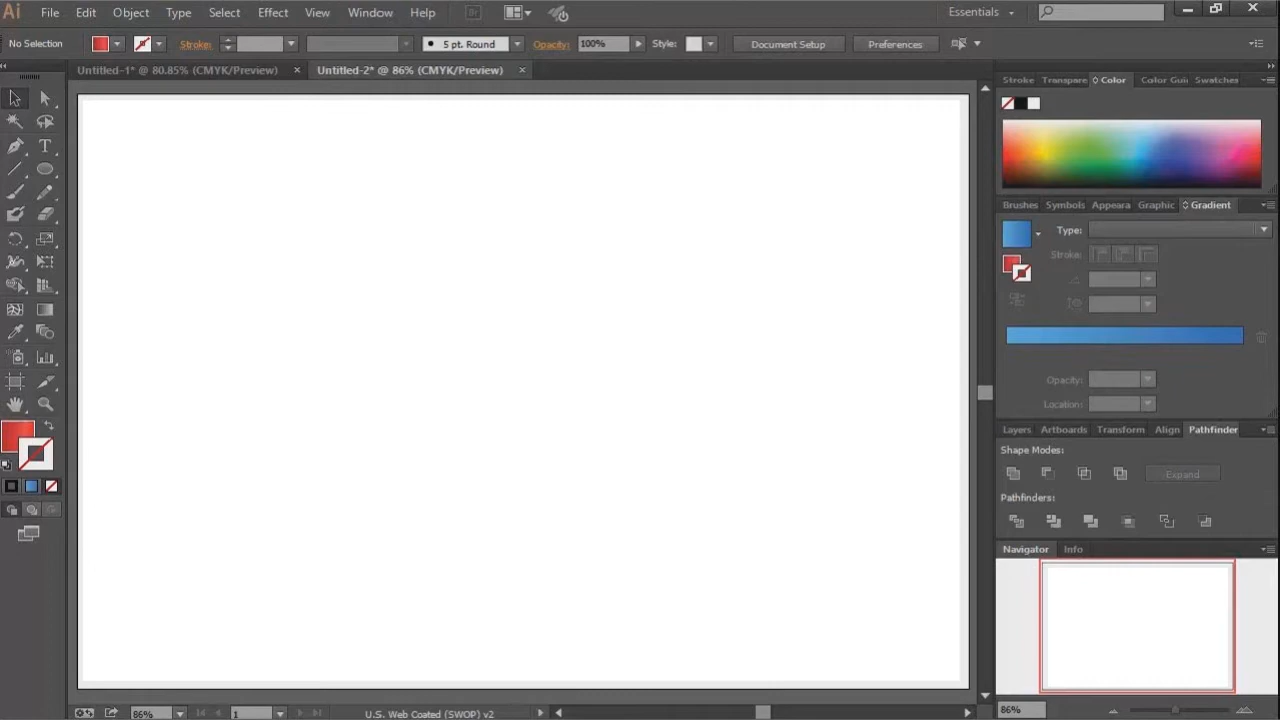 Ai File Edit Object Type Select Effect View Window Help Br Essentials
No Selection Stroke: 5 pt. Round Opacity: 100% Style: Document Setup Preferences
Untitled-1* @ 80.85% (CMYK/Preview) × Untitled-2* @ 86% (CMYK/Preview) ×
Stroke Transpare Color Color Gui Swatches
Brushes Symbols Appeara Graphic Gradient
Type:
Stroke:
Opacity:
Location:
Layers Artboards Transform Align Pathfinder
Shape Modes:
Expand
Pathfinders:
Navigator Info
86% 1 U.S. Web Coated (SWOP) v2 86%